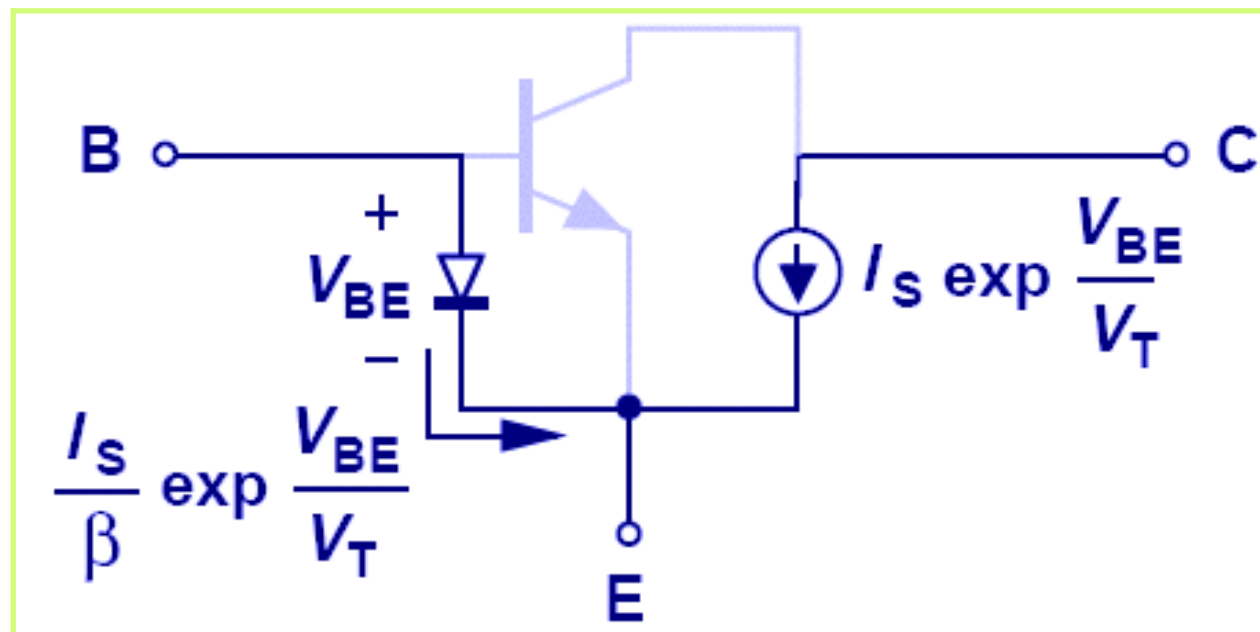 B
C
+
V_BE
−
I_S exp V_BE / V_T
I_S / β exp V_BE / V_T
E